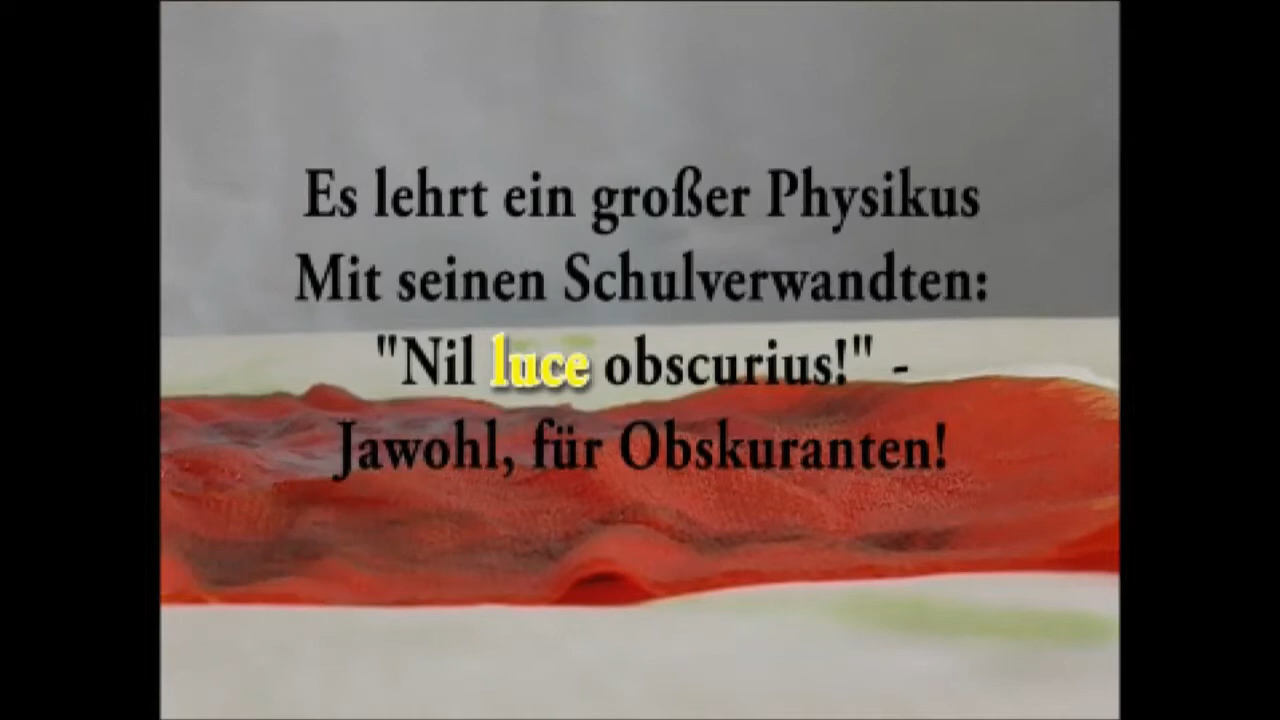 Es lehrt ein großer Physikus
Mit seinen Schulverwandten:
"Nil luce obscurius!" -
Jawohl, für Obskuranten!